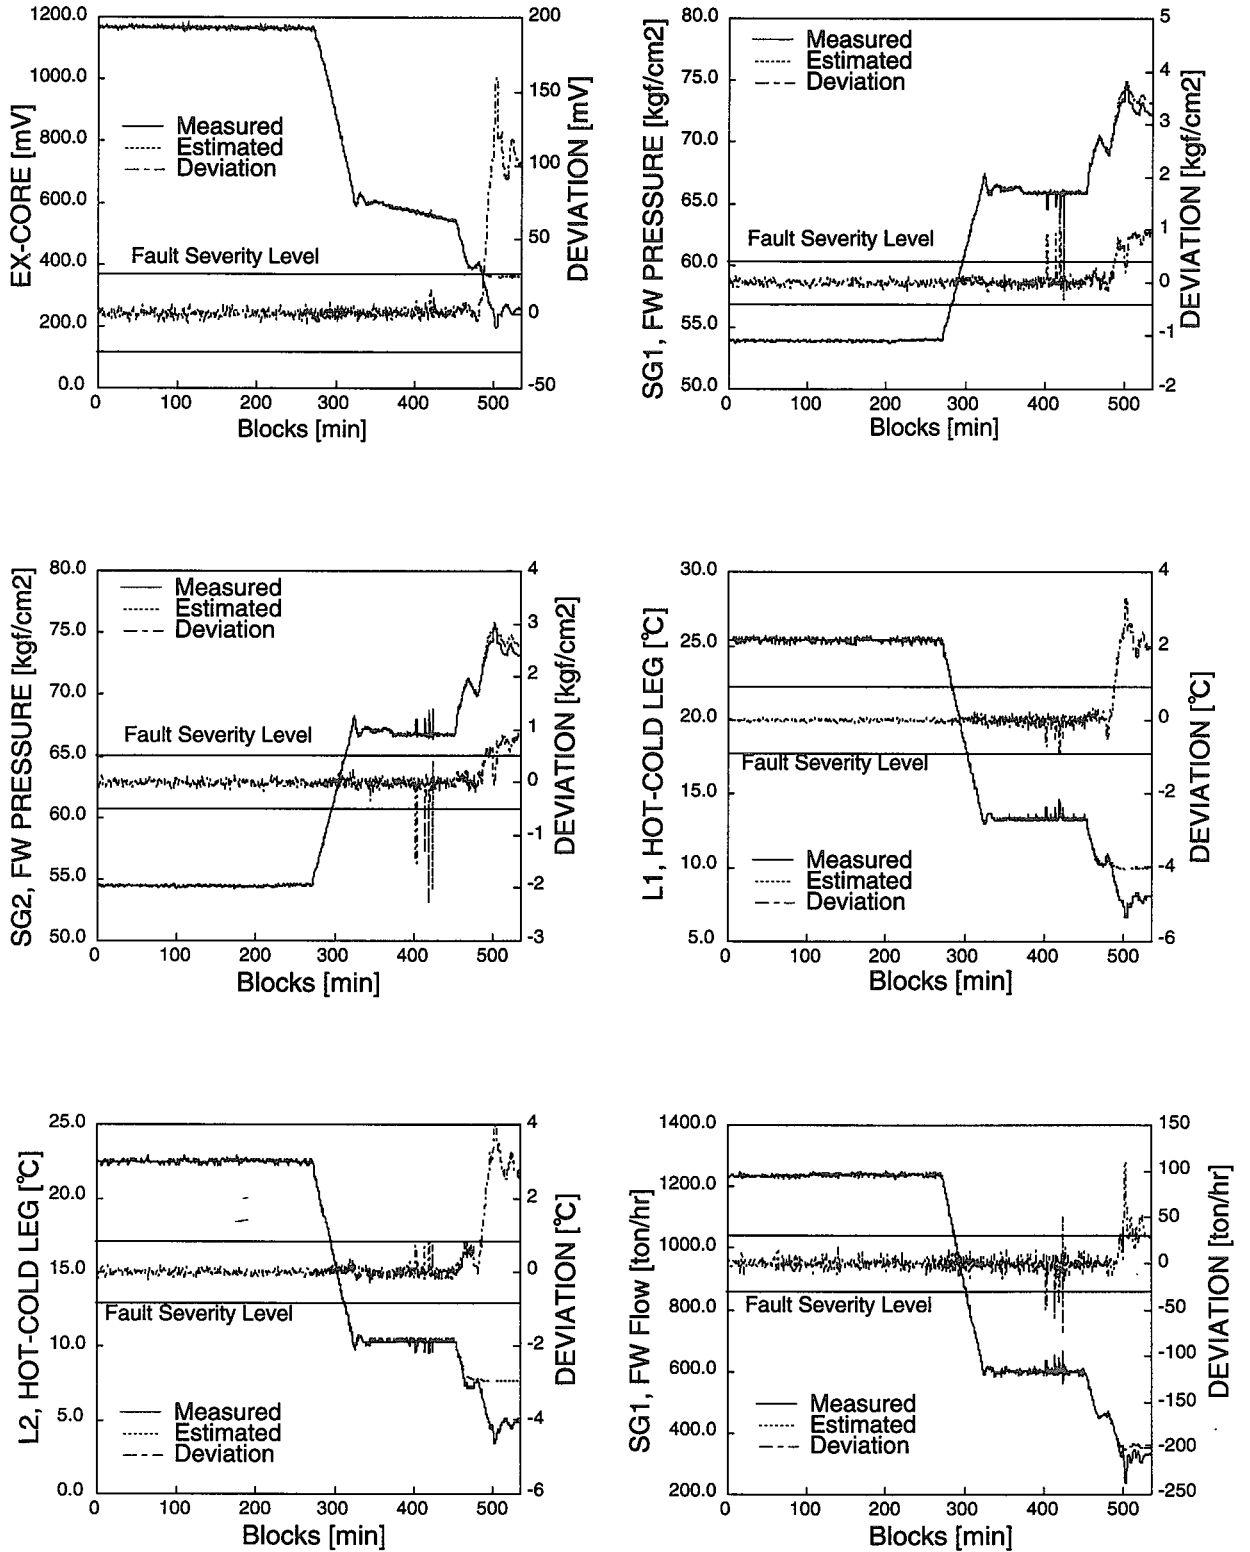 EX-CORE [mV]
1200.0
1000.0
800.0
600.0
400.0
200.0
0.0
Measured
Estimated
Deviation
Fault Severity Level
200
150
100
50
0
-50
DEVIATION [mV]
0 100 200 300 400 500
Blocks [min]
SG1, FW PRESSURE [kgf/cm2]
80.0
75.0
70.0
65.0
60.0
55.0
50.0
Measured
Estimated
Deviation
Fault Severity Level
5
4
3
2
1
0
-1
-2
DEVIATION [kgf/cm2]
0 100 200 300 400 500
Blocks [min]
SG2, FW PRESSURE [kgf/cm2]
80.0
75.0
70.0
65.0
60.0
55.0
50.0
Measured
Estimated
Deviation
Fault Severity Level
4
3
2
1
0
-1
-2
-3
DEVIATION [kgf/cm2]
0 100 200 300 400 500
Blocks [min]
L1, HOT-COLD LEG [°C]
30.0
25.0
20.0
15.0
10.0
5.0
Fault Severity Level
Measured
Estimated
Deviation
4
2
0
-2
-4
-6
DEVIATION [°C]
0 100 200 300 400 500
Blocks [min]
L2, HOT-COLD LEG [°C]
25.0
20.0
15.0
10.0
5.0
0.0
Fault Severity Level
Measured
Estimated
Deviation
4
2
0
-2
-4
-6
DEVIATION [°C]
0 100 200 300 400 500
Blocks [min]
SG1, FW Flow [ton/hr]
1400.0
1200.0
1000.0
800.0
600.0
400.0
200.0
Fault Severity Level
Measured
Estimated
Deviation
150
100
50
0
-50
-100
-150
-200
-250
DEVIATION [ton/hr]
0 100 200 300 400 500
Blocks [min]